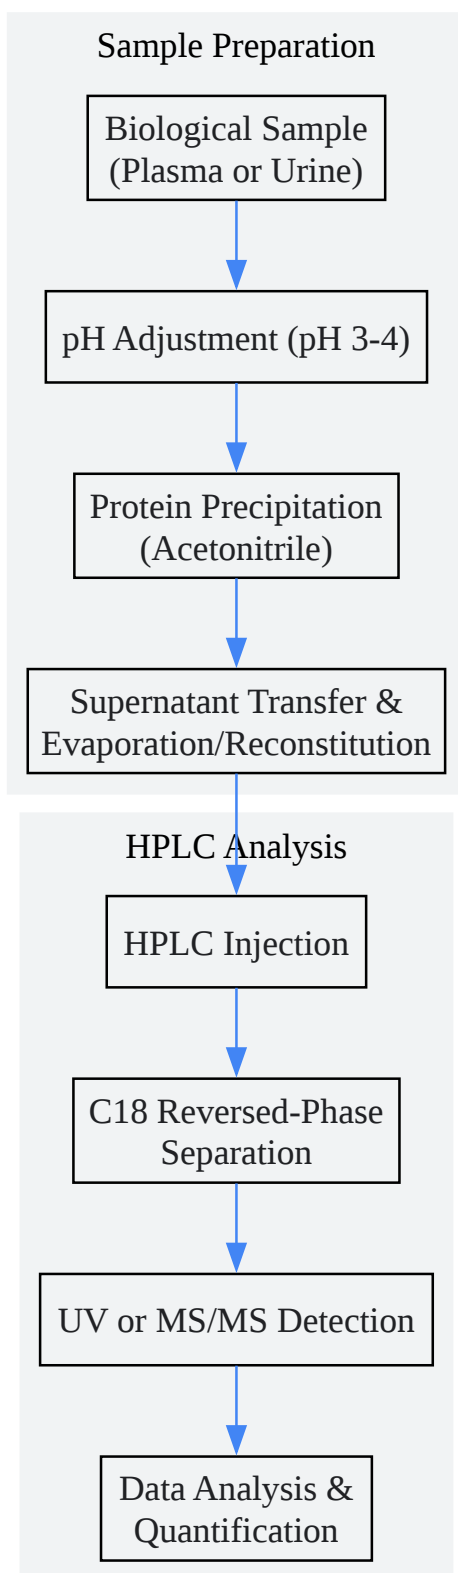 Sample Preparation
Biological Sample
(Plasma or Urine)
pH Adjustment (pH 3-4)
Protein Precipitation
(Acetonitrile)
Supernatant Transfer &
Evaporation/Reconstitution
HPLC Analysis
HPLC Injection
C18 Reversed-Phase
Separation
UV or MS/MS Detection
Data Analysis &
Quantification